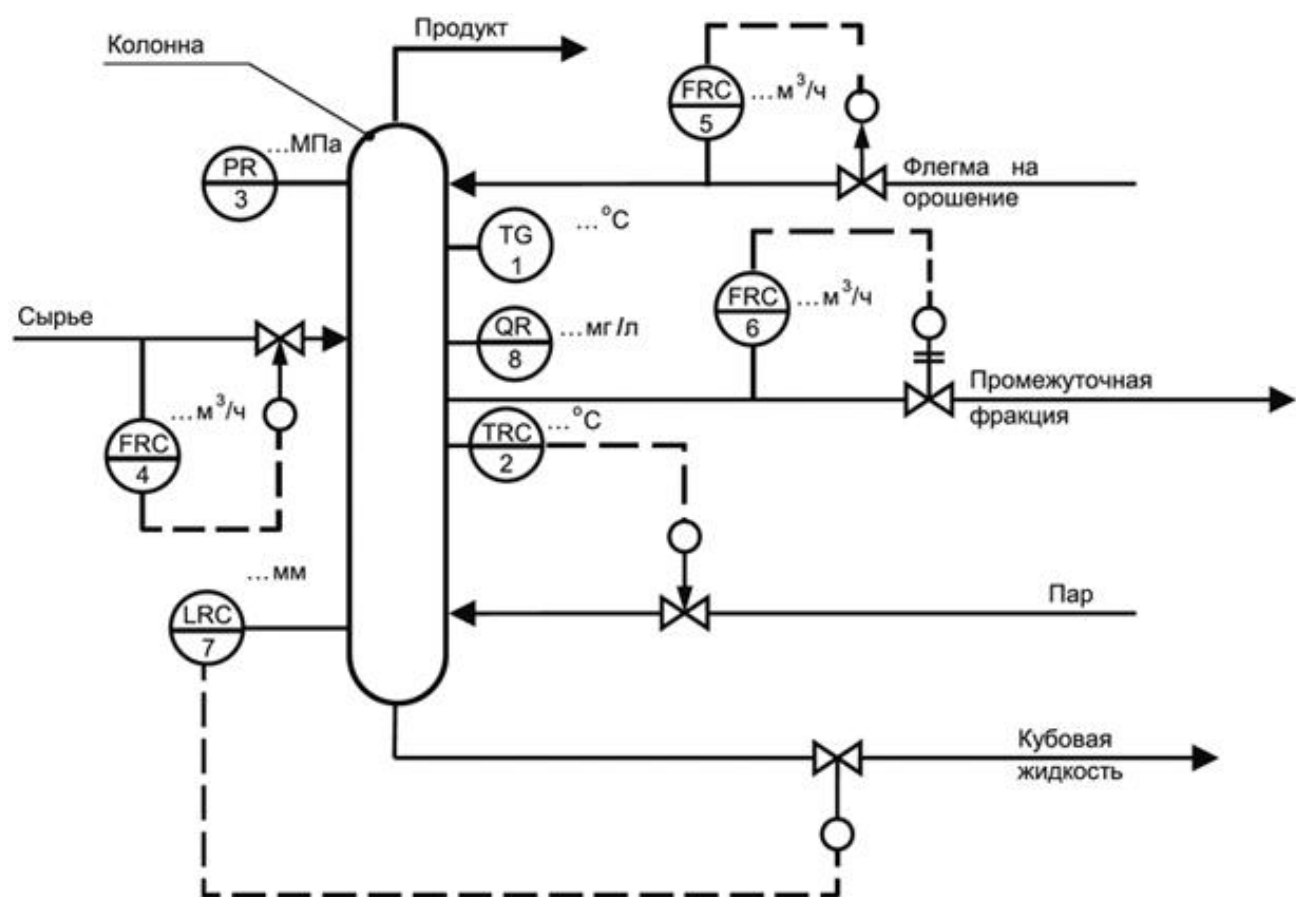 Продукт
Колонна
FRC
5
...м³/ч
...МПа
PR
3
Флегма на
орошение
TG
1
...°C
FRC
6
...м³/ч
Сырье
QR
8
...мг/л
Промежуточная
фракция
...м³/ч
FRC
4
TRC
2
...°C
...мм
Пар
LRC
7
Кубовая
жидкость